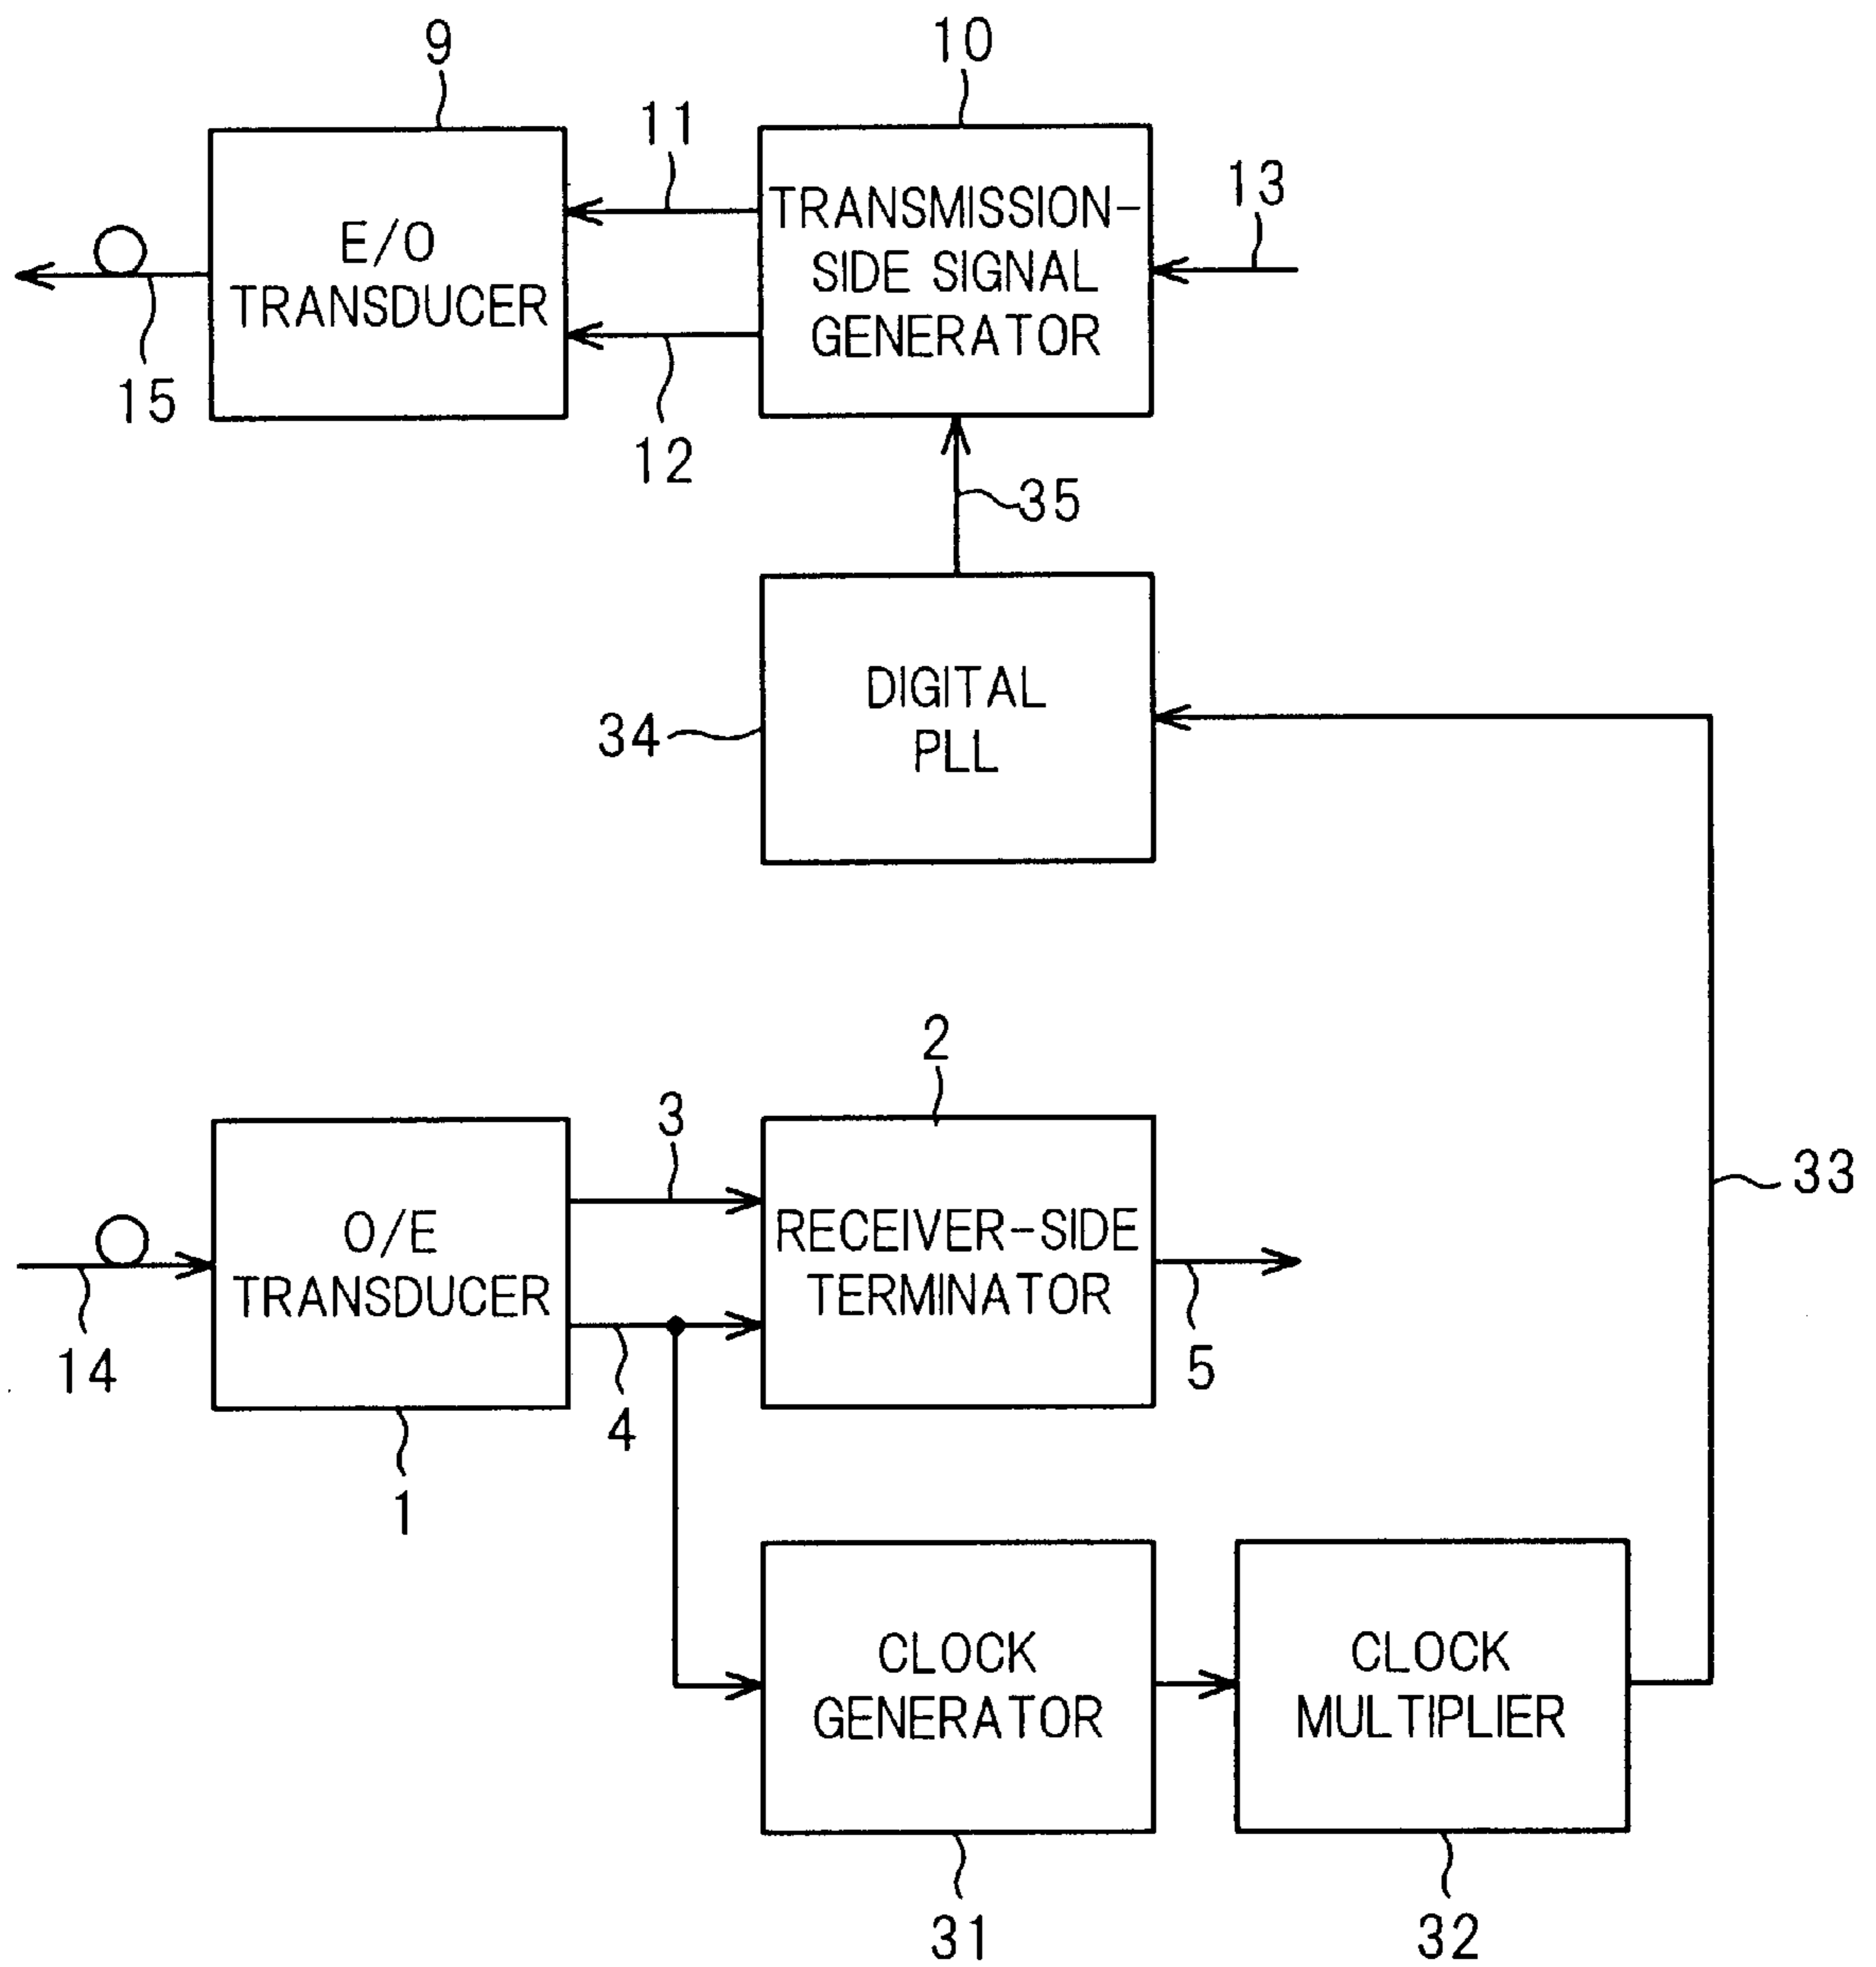 9
10
11
13
E/O
TRANSDUCER
TRANSMISSION-
SIDE SIGNAL
GENERATOR
15
12
35
DIGITAL
PLL
34
2
3
33
O/E
TRANSDUCER
RECEIVER-SIDE
TERMINATOR
14
4
5
1
CLOCK
GENERATOR
CLOCK
MULTIPLIER
31
32